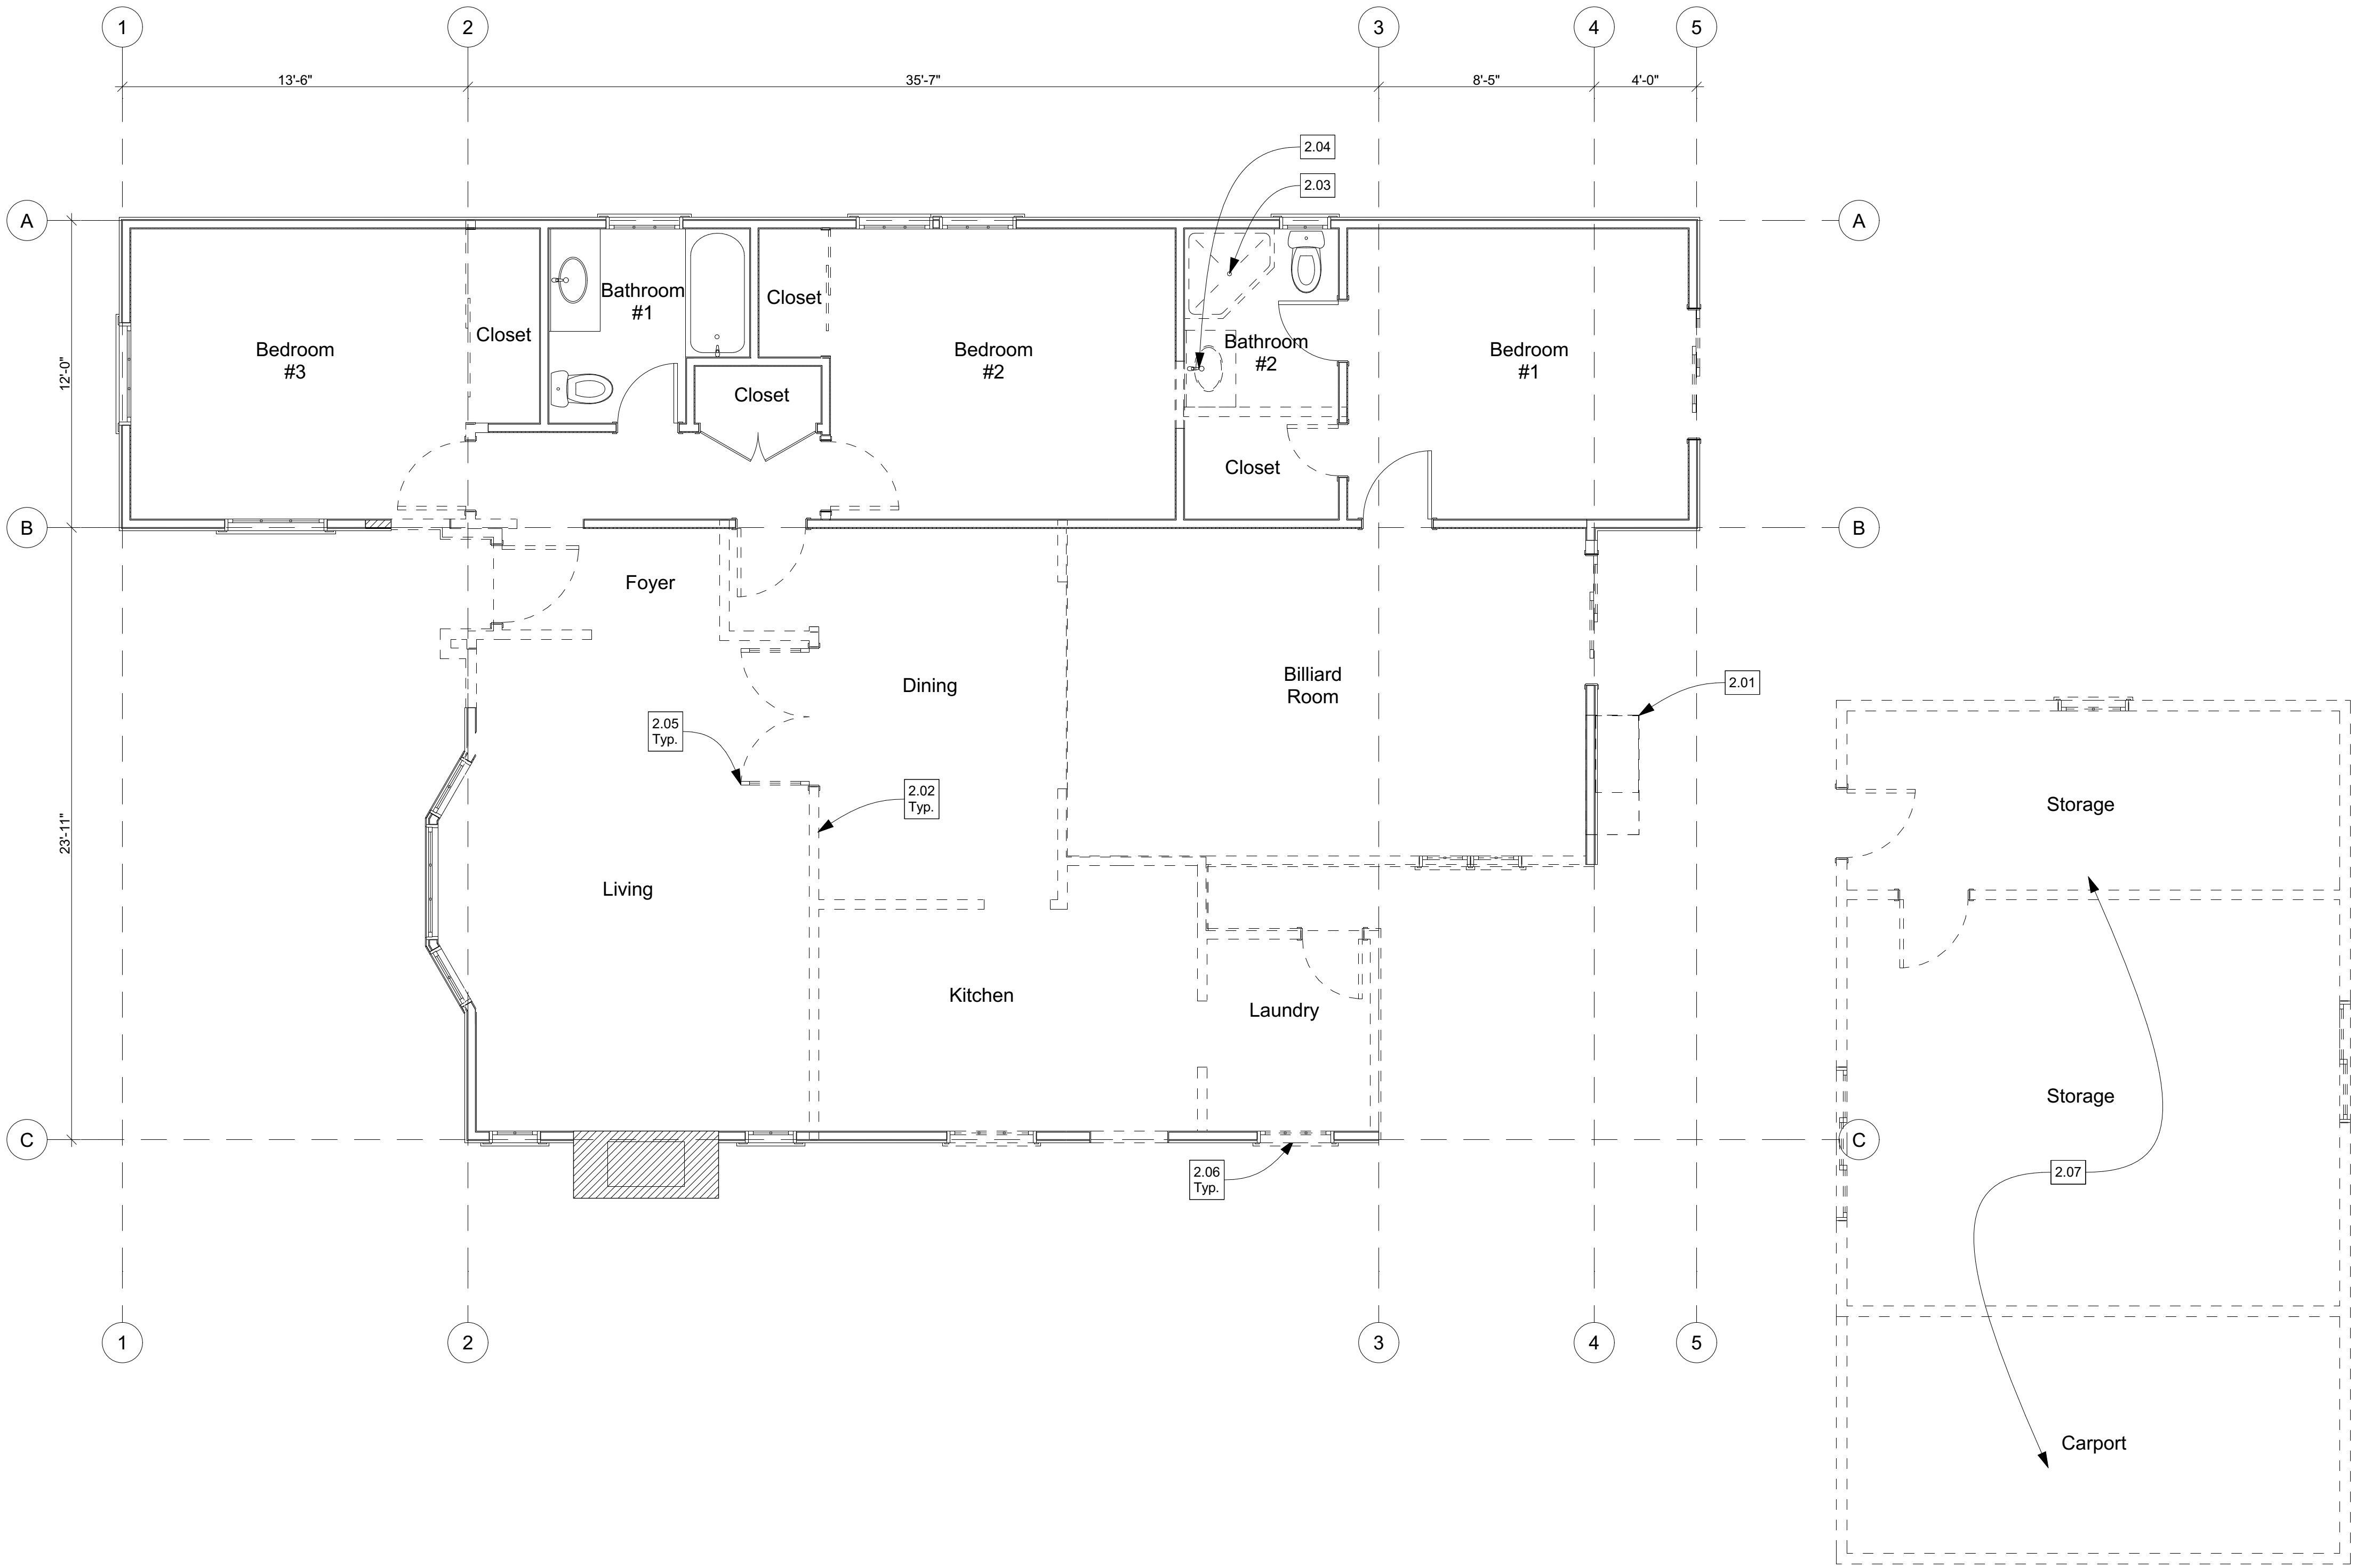 1
2
3
4
5
13'-6"
35'-7"
8'-5"
4'-0"
2.04
2.03
A
A
Bathroom
#1
Closet
Closet
Bathroom
#2
Bedroom
#3
Bedroom
#2
Bedroom
#1
12'-0"
Closet
Closet
B
B
Foyer
Dining
Billiard
Room
2.01
2.05
Typ.
2.02
Typ.
Storage
23'-11"
Living
Kitchen
Laundry
Storage
C
C
2.06
Typ.
2.07
1
2
3
4
5
Carport